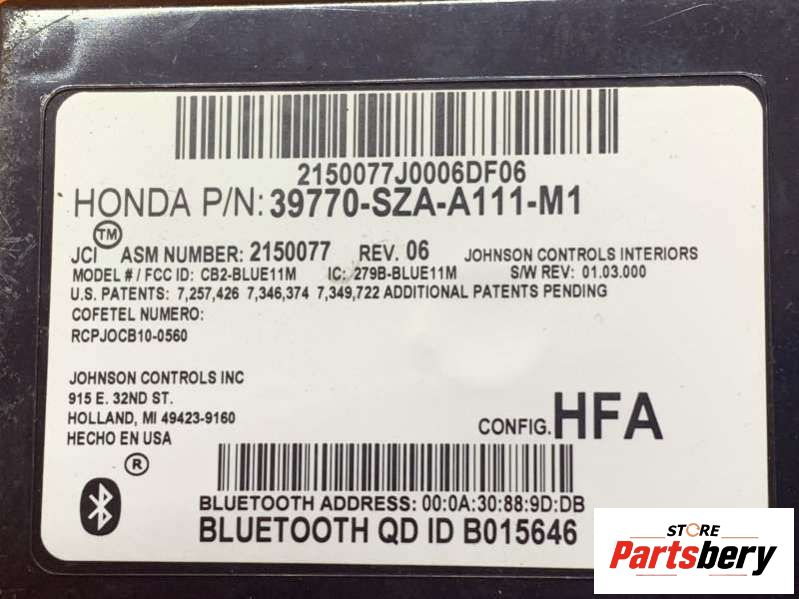 2150077J0006DF06
HONDA P/N: 39770-SZA-A111-M1
JCI™ ASM NUMBER: 2150077 REV. 06 JOHNSON CONTROLS INTERIORS
MODEL # / FCC ID: CB2-BLUE11M IC: 279B-BLUE11M S/W REV: 01.03.000
U.S. PATENTS: 7,257,426 7,346,374 7,349,722 ADDITIONAL PATENTS PENDING
COFETEL NUMERO:
RCPJOCB10-0560
JOHNSON CONTROLS INC
915 E. 32ND ST.
HOLLAND, MI 49423-9160
HECHO EN USA
CONFIG. HFA
®
BLUETOOTH ADDRESS: 00:0A:30:88:9D:DB
BLUETOOTH QD ID B015646
STORE
Partsbery